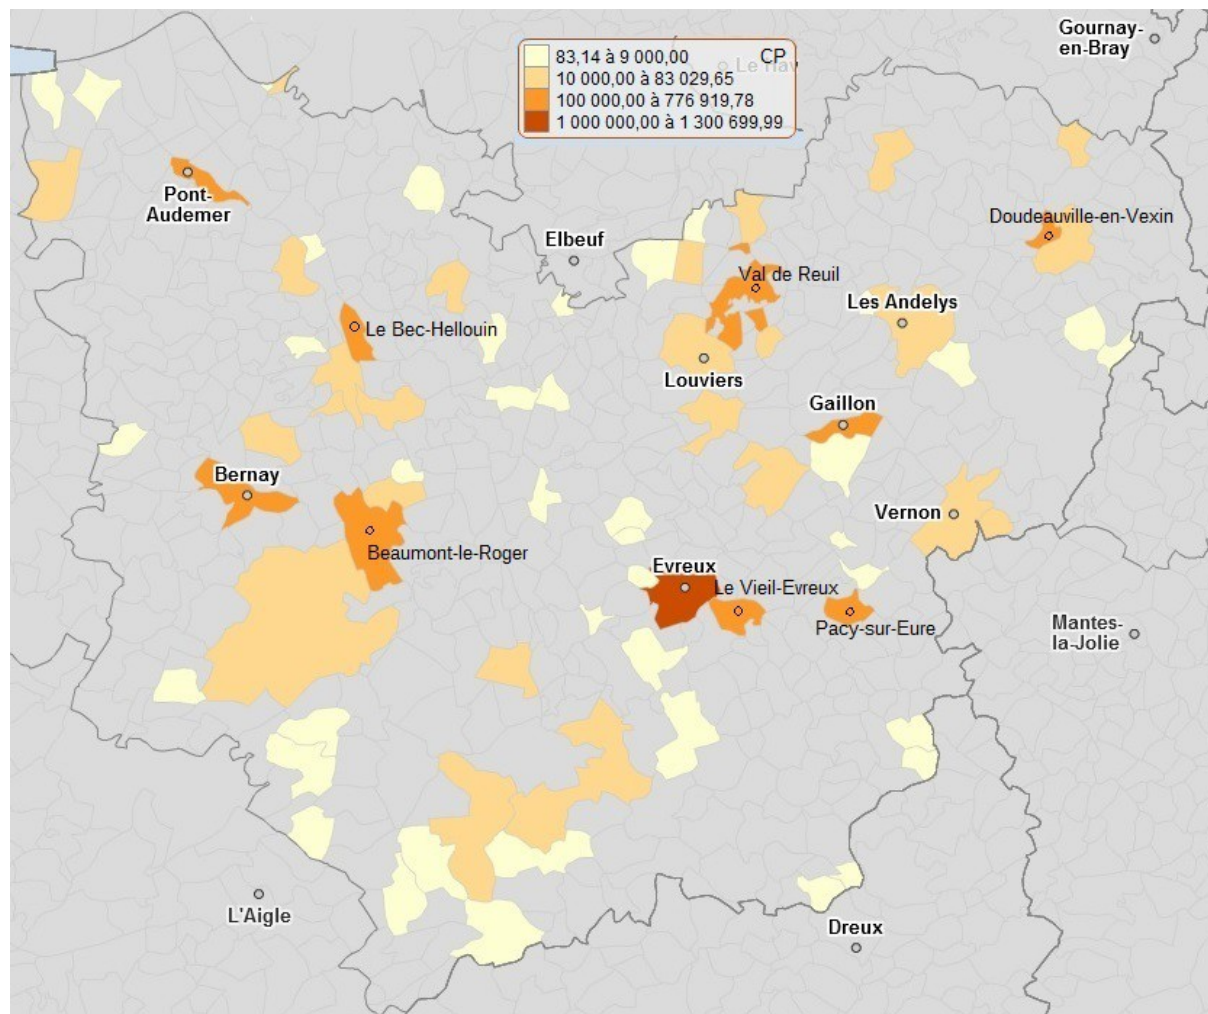 Gournay-
en-Bray
83,14 à 9 000,00 CP
10 000,00 à 83 029,65
100 000,00 à 776 919,78
1 000 000,00 à 1 300 699,99
Pont-
Audemer
Doudeauville-en-Vexin
Elbeuf
Val de Reuil
Les Andelys
Le Bec-Hellouin
Louviers
Gaillon
Bernay
Vernon
Beaumont-le-Roger
Evreux
Le Vieil-Evreux
Pacy-sur-Eure
Mantes-
la-Jolie
L'Aigle
Dreux